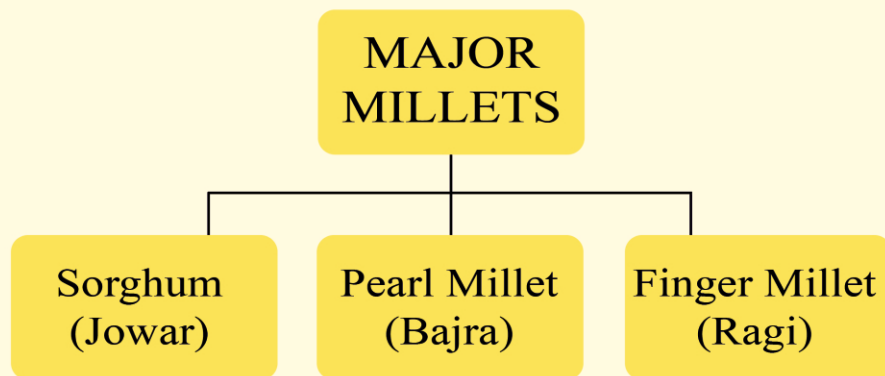 MAJOR
MILLETS
Sorghum
(Jowar)
Pearl Millet
(Bajra)
Finger Millet
(Ragi)